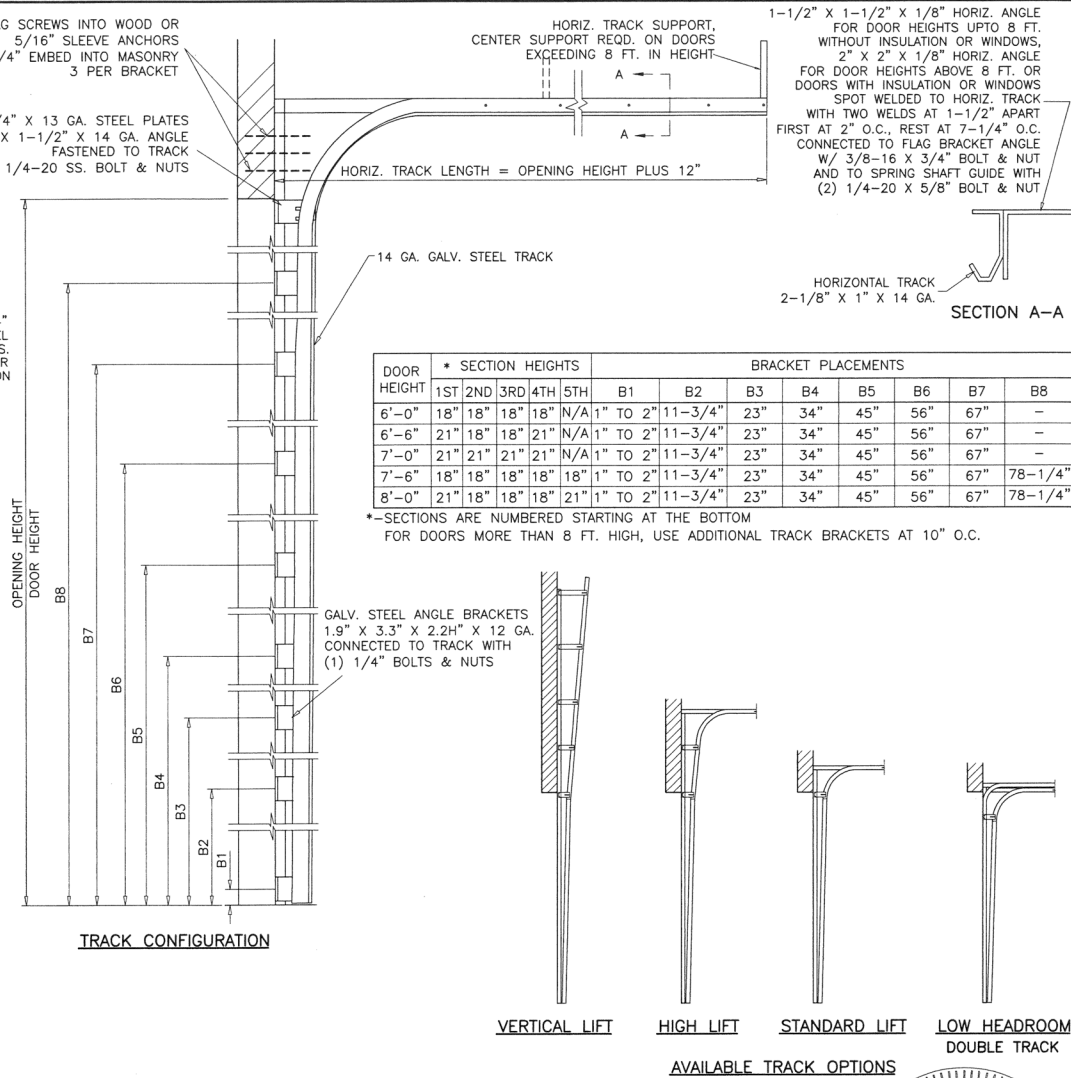 G SCREWS INTO WOOD OR
5/16" SLEEVE ANCHORS
/4" EMBED INTO MASONRY
3 PER BRACKET
/4" X 13 GA. STEEL PLATES
X 1-1/2" X 14 GA. ANGLE
FASTENED TO TRACK
1/4-20 SS. BOLT & NUTS
HORIZ. TRACK SUPPORT,
CENTER SUPPORT REQD. ON DOORS
EXCEEDING 8 FT. IN HEIGHT
A
A
HORIZ. TRACK LENGTH = OPENING HEIGHT PLUS 12"
1-1/2" X 1-1/2" X 1/8" HORIZ. ANGLE
FOR DOOR HEIGHTS UPTO 8 FT.
WITHOUT INSULATION OR WINDOWS,
2" X 2" X 1/8" HORIZ. ANGLE
FOR DOOR HEIGHTS ABOVE 8 FT. OR
DOORS WITH INSULATION OR WINDOWS
SPOT WELDED TO HORIZ. TRACK
WITH TWO WELDS AT 1-1/2" APART
FIRST AT 2" O.C., REST AT 7-1/4" O.C.
CONNECTED TO FLAG BRACKET ANGLE
W/ 3/8-16 X 3/4" BOLT & NUT
AND TO SPRING SHAFT GUIDE WITH
(2) 1/4-20 X 5/8" BOLT & NUT
14 GA. GALV. STEEL TRACK
HORIZONTAL TRACK
2-1/8" X 1" X 14 GA.
SECTION A-A
DOOR HEIGHT * SECTION HEIGHTS BRACKET PLACEMENTS
1ST 2ND 3RD 4TH 5TH B1 B2 B3 B4 B5 B6 B7 B8
6'-0" 18" 18" 18" 18" N/A 1" TO 2" 11-3/4" 23" 34" 45" 56" 67" -
6'-6" 21" 18" 18" 21" N/A 1" TO 2" 11-3/4" 23" 34" 45" 56" 67" -
7'-0" 21" 21" 21" 21" N/A 1" TO 2" 11-3/4" 23" 34" 45" 56" 67" -
7'-6" 18" 18" 18" 18" 18" 1" TO 2" 11-3/4" 23" 34" 45" 56" 67" 78-1/4"
8'-0" 21" 18" 18" 18" 21" 1" TO 2" 11-3/4" 23" 34" 45" 56" 67" 78-1/4"
*-SECTIONS ARE NUMBERED STARTING AT THE BOTTOM
FOR DOORS MORE THAN 8 FT. HIGH, USE ADDITIONAL TRACK BRACKETS AT 10" O.C.
OPENING HEIGHT
DOOR HEIGHT
B8
B7
B6
B5
B4
B3
B2
B1
GALV. STEEL ANGLE BRACKETS
1.9" X 3.3" X 2.2H" X 12 GA.
CONNECTED TO TRACK WITH
(1) 1/4" BOLTS & NUTS
TRACK CONFIGURATION
VERTICAL LIFT
HIGH LIFT
STANDARD LIFT
LOW HEADROOM
DOUBLE TRACK
AVAILABLE TRACK OPTIONS